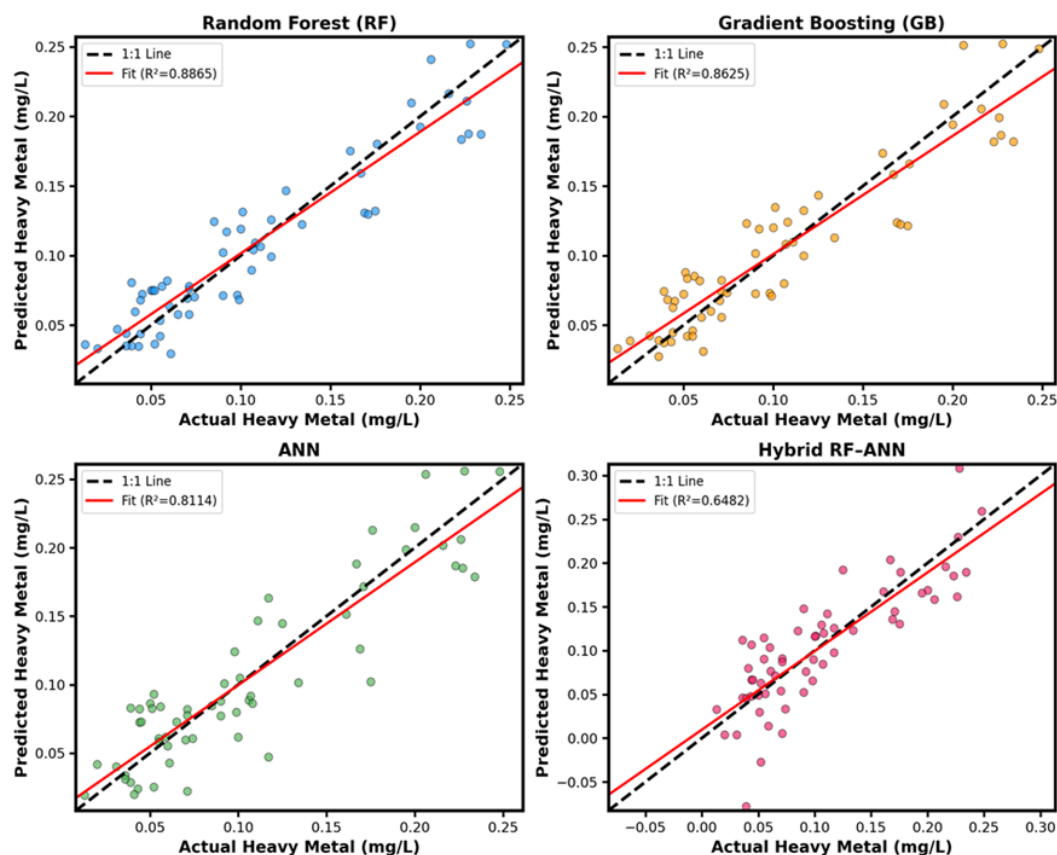 Random Forest (RF)
1:1 Line
Fit (R²=0.8865)
Predicted Heavy Metal (mg/L)
0.25
0.20
0.15
0.10
0.05
0.05 0.10 0.15 0.20 0.25
Actual Heavy Metal (mg/L)
Gradient Boosting (GB)
1:1 Line
Fit (R²=0.8625)
Predicted Heavy Metal (mg/L)
0.25
0.20
0.15
0.10
0.05
0.05 0.10 0.15 0.20 0.25
Actual Heavy Metal (mg/L)
ANN
1:1 Line
Fit (R²=0.8114)
Predicted Heavy Metal (mg/L)
0.25
0.20
0.15
0.10
0.05
0.05 0.10 0.15 0.20 0.25
Actual Heavy Metal (mg/L)
Hybrid RF–ANN
1:1 Line
Fit (R²=0.6482)
Predicted Heavy Metal (mg/L)
0.30
0.25
0.20
0.15
0.10
0.05
0.00
−0.05
−0.05 0.00 0.05 0.10 0.15 0.20 0.25 0.30
Actual Heavy Metal (mg/L)